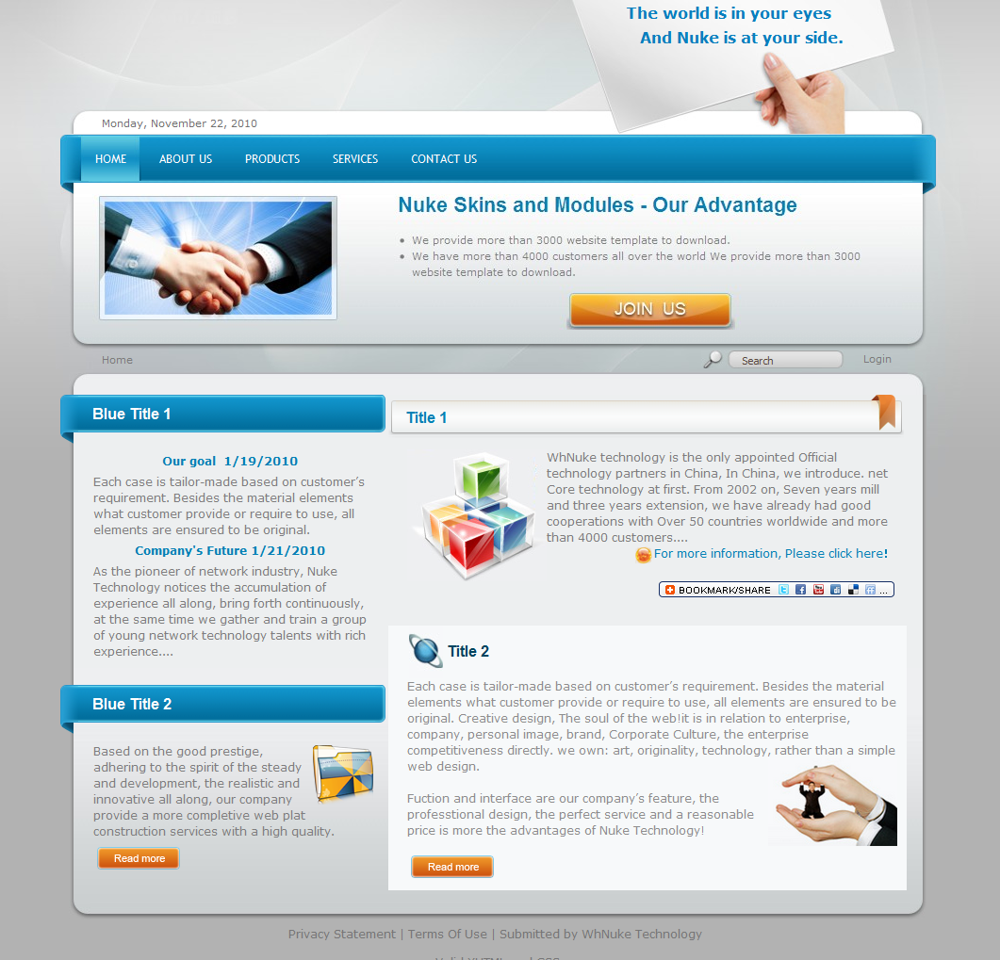 The world is in your eyes
And Nuke is at your side.
Monday, November 22, 2010
HOME ABOUT US PRODUCTS SERVICES CONTACT US
Nuke Skins and Modules - Our Advantage
We provide more than 3000 website template to download.
We have more than 4000 customers all over the world We provide more than 3000
website template to download.
JOIN US
Home Search Login
Blue Title 1
Our goal 1/19/2010
Each case is tailor-made based on customer’s
requirement. Besides the material elements
what customer provide or require to use, all
elements are ensured to be original.
Company's Future 1/21/2010
As the pioneer of network industry, Nuke
Technology notices the accumulation of
experience all along, bring forth continuously,
at the same time we gather and train a group
of young network technology talents with rich
experience....
Blue Title 2
Based on the good prestige,
adhering to the spirit of the steady
and development, the realistic and
innovative all along, our company
provide a more completive web plat
construction services with a high quality.
Read more
Title 1
WhNuke technology is the only appointed Official
technology partners in China, In China, we introduce. net
Core technology at first. From 2002 on, Seven years mill
and three years extension, we have already had good
cooperations with Over 50 countries worldwide and more
than 4000 customers....
For more information, Please click here!
BOOKMARK/SHARE ...
Title 2
Each case is tailor-made based on customer’s requirement. Besides the material
elements what customer provide or require to use, all elements are ensured to be
original. Creative design, The soul of the web!it is in relation to enterprise,
company, personal image, brand, Corporate Culture, the enterprise
competitiveness directly. we own: art, originality, technology, rather than a simple
web design.
Fuction and interface are our company’s feature, the
professtional design, the perfect service and a reasonable
price is more the advantages of Nuke Technology!
Read more
Privacy Statement | Terms Of Use | Submitted by WhNuke Technology